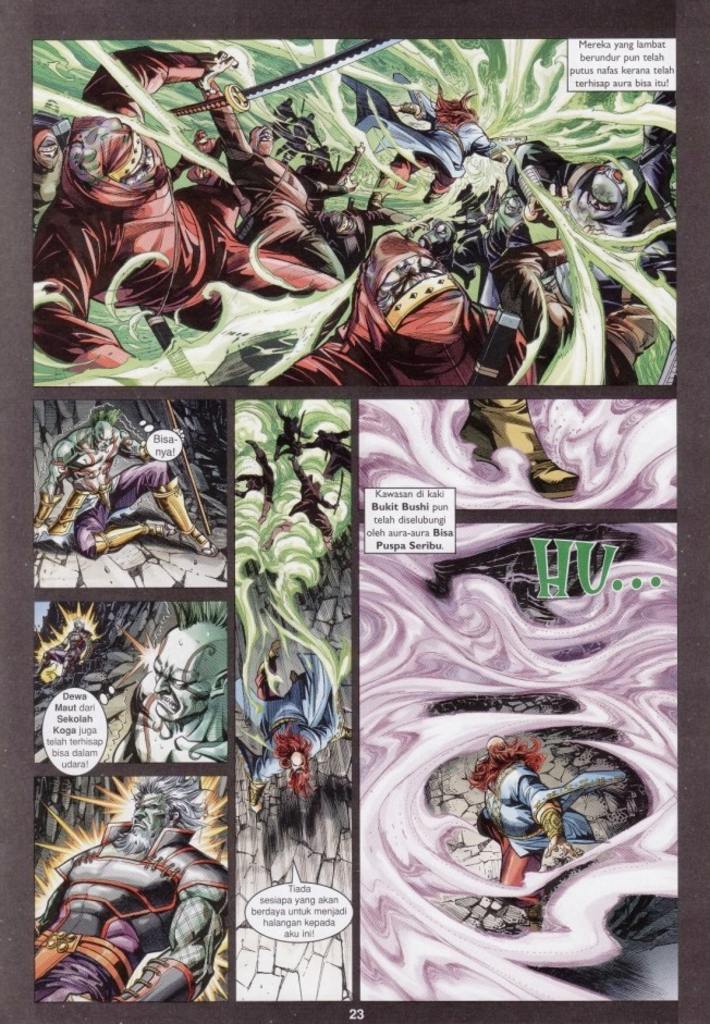 Mereka yang lambat
berundur pun telah
putus nafas kerana telah
terhisap aura bisa itu!
Bisa-
nya!
Dewa
Maut dari
Sekolah
Koga juga
telah terhisap
bisa dalam
udara!
Tiada
sesiapa yang akan
berdaya untuk menjadi
halangan kepada
aku ini!
Kawasan di kaki
Bukit Bushi pun
telah diselubungi
oleh aura-aura Bisa
Puspa Seribu.
HU...
23